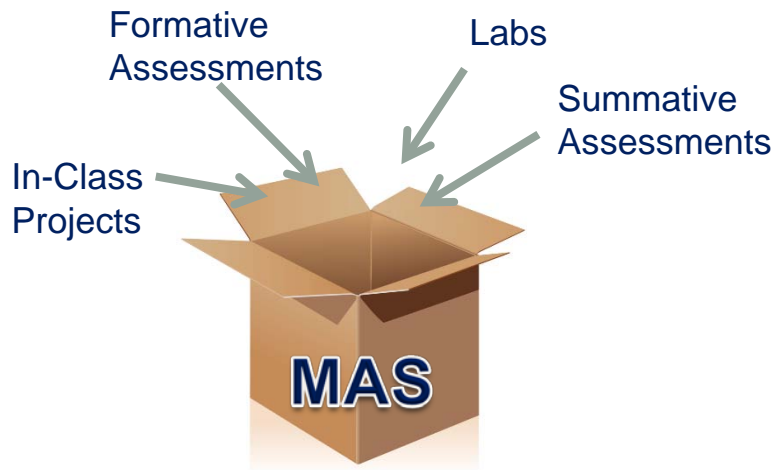 Formative
Assessments
Labs
Summative
Assessments
In-Class
Projects
MAS